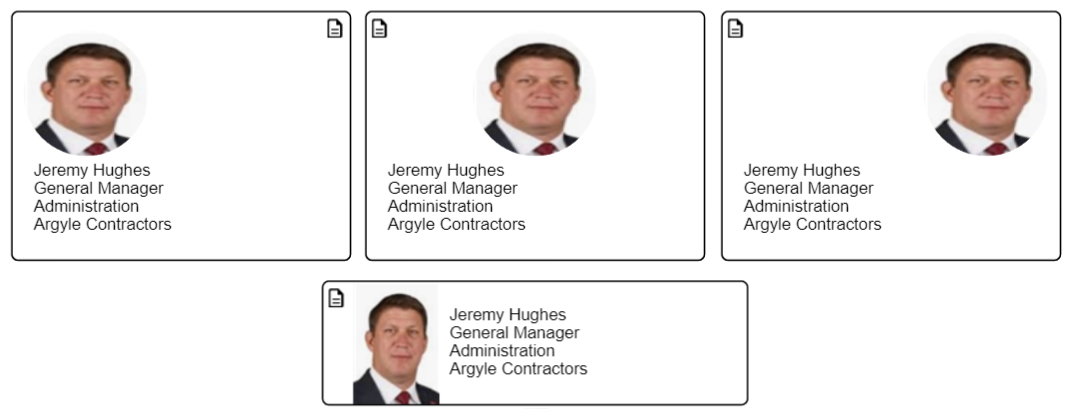 Jeremy Hughes
General Manager
Administration
Argyle Contractors
Jeremy Hughes
General Manager
Administration
Argyle Contractors
Jeremy Hughes
General Manager
Administration
Argyle Contractors
Jeremy Hughes
General Manager
Administration
Argyle Contractors